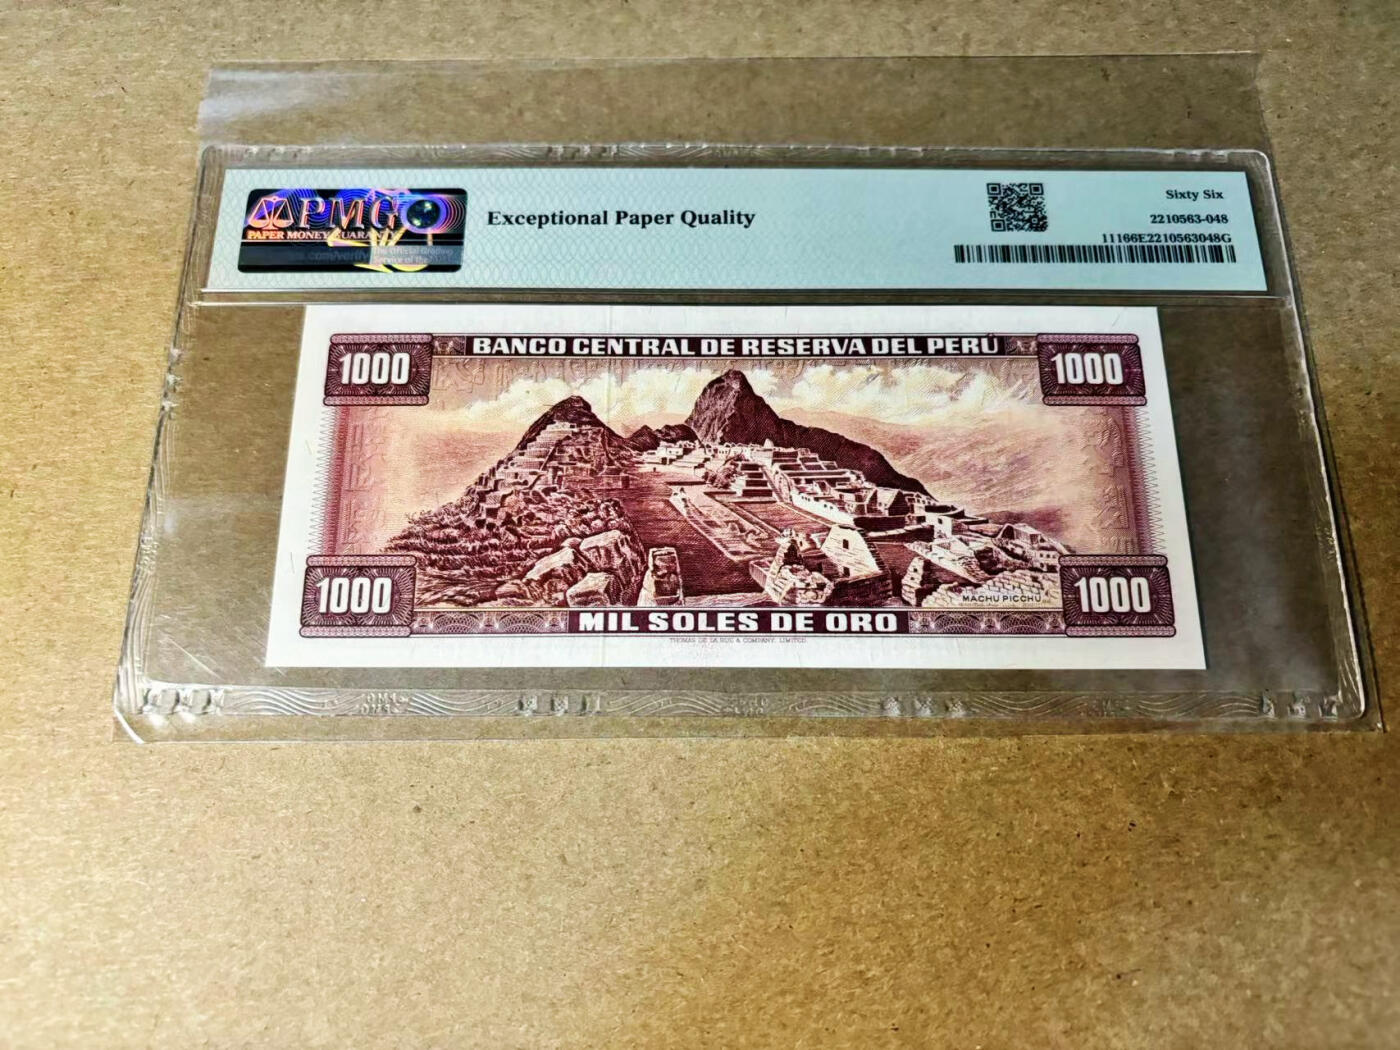 PMG
PAPER MONEY GUARANTY
Exceptional Paper Quality
Sixty Six
2210563-048
11166E2210563048G
BANCO CENTRAL DE RESERVA DEL PERÚ
1000
1000
1000
1000
MACHU PICCHU
MIL SOLES DE ORO
THOMAS DE LA RUE & COMPANY, LIMITED